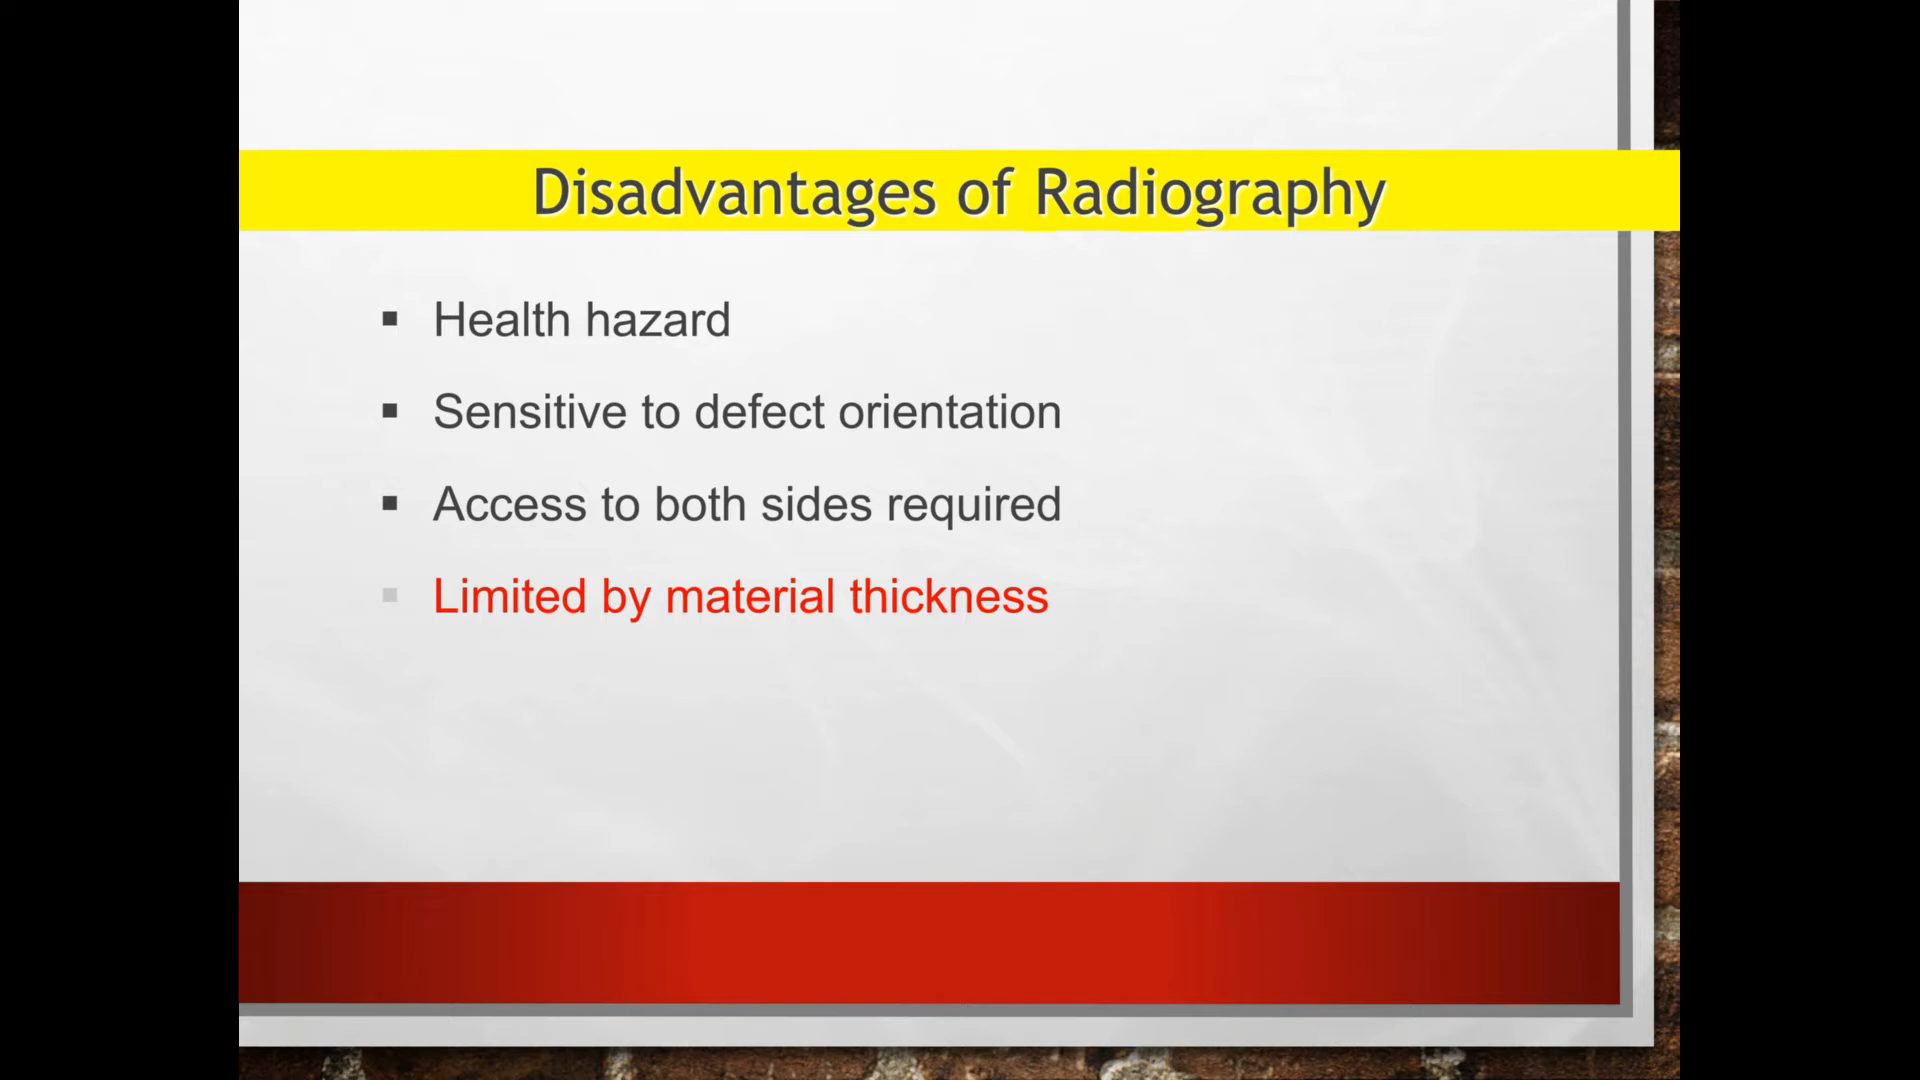 Disadvantages of Radiography
Health hazard
Sensitive to defect orientation
Access to both sides required
Limited by material thickness